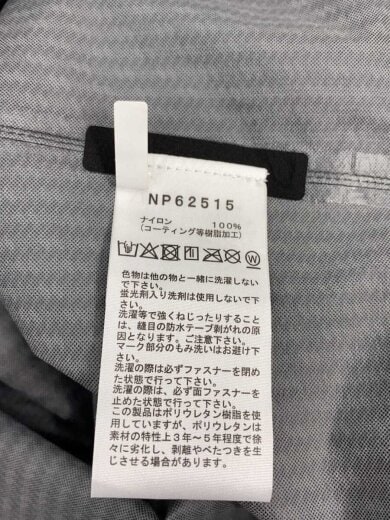 NP62515
ナイロン 100%
(コーティング等樹脂加工)
色物は他の物と一緒に洗濯しない
で下さい。
蛍光剤入り洗剤は使用しないで下
さい。
洗濯等で強くねじったりすること
は、縫目の防水テープ剥がれの原
因となります。ご注意下さい。
マーク部分のもみ洗いはお避け下
さい。
洗濯の際は必ずファスナーを閉め
た状態で行って下さい。
洗濯の際は、必ず面ファスナーを
止めた状態で行って下さい。
この製品はポリウレタン樹脂を使
用していますが、ポリウレタンは
素材の特性上3年〜5年程度で徐
々に劣化し、剥離やべたつきを生
じさせる場合があります。